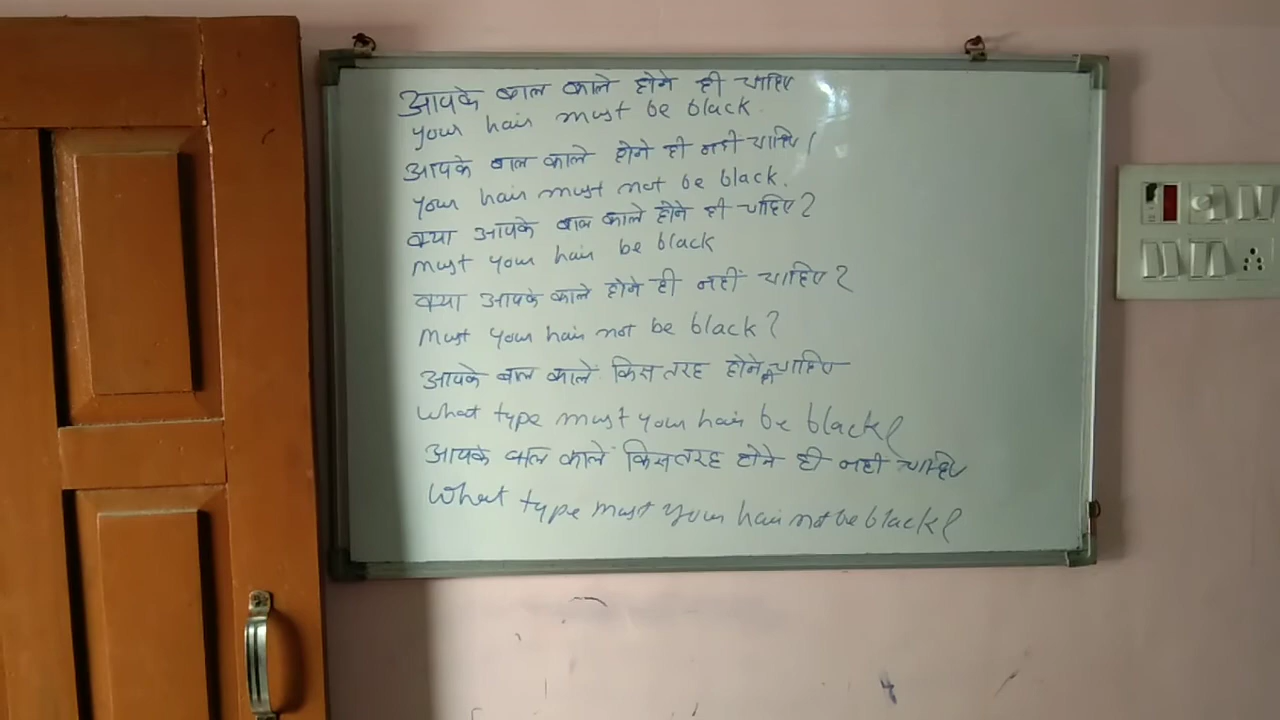 आपके बाल काले होने ही चाहिए
your hair must be black.
आपके बाल काले होने ही नही चाहिए।
your hair must not be black.
क्या आपके बाल काले होने ही चाहिए?
must your hair be black
क्या आपके काले होने ही नहीं चाहिए?
Must your hair not be black?
आपके बाल काले किस तरह होने ही चाहिए
What type must your hair be black?
आपके बाल काले किस तरह होने ही नही चाहिए
What type must your hair not be black?